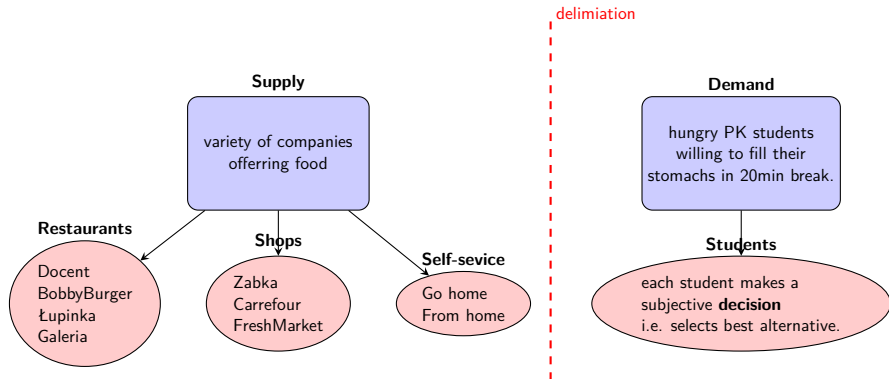 delimiation
Supply
variety of companies
offerring food
Restaurants
Docent
BobbyBurger
Łupinka
Galeria
Shops
Zabka
Carrefour
FreshMarket
Self-sevice
Go home
From home
Demand
hungry PK students
willing to fill their
stomachs in 20min break.
Students
each student makes a
subjective decision
i.e. selects best alternative.